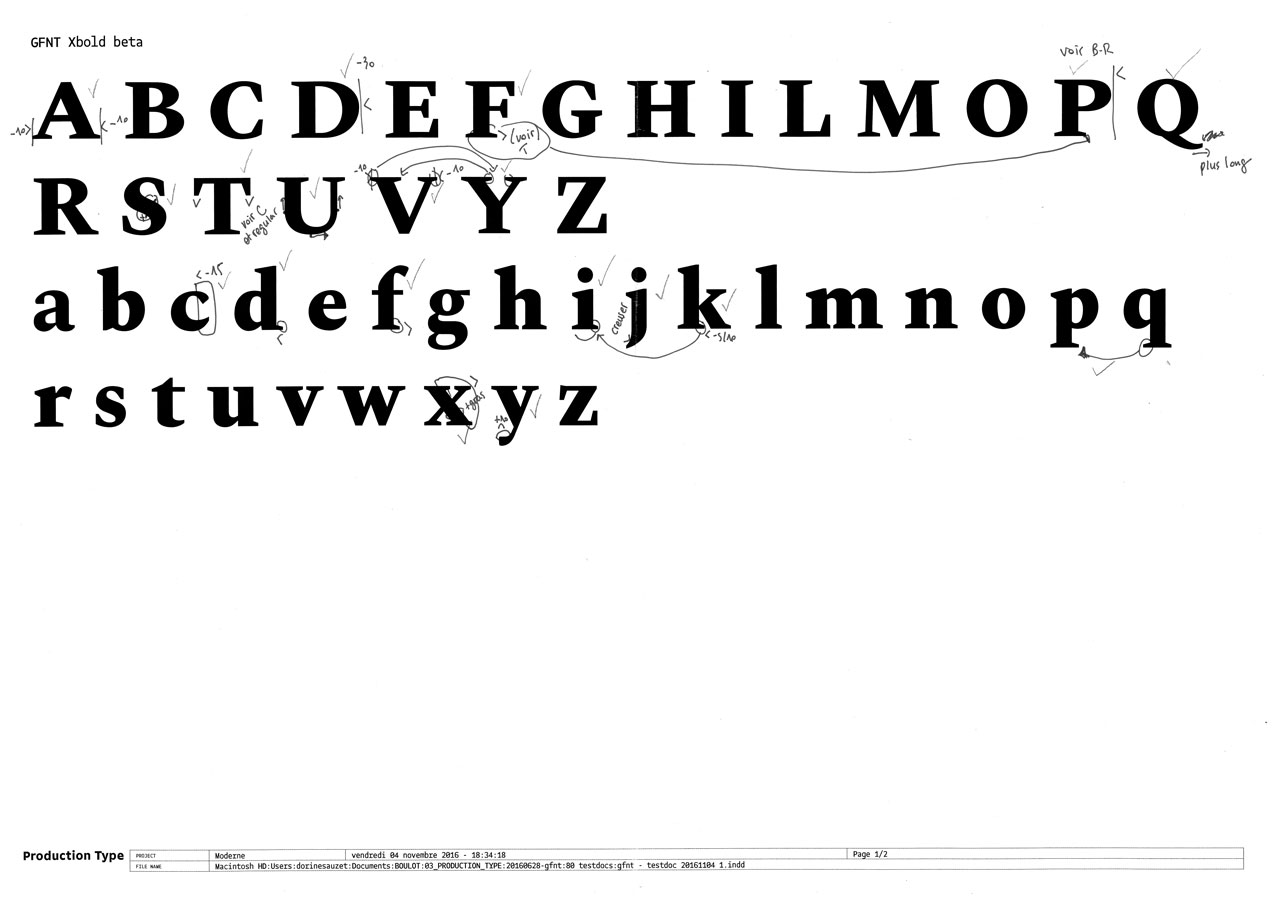 GFNT Xbold beta
voir B-R
-30
A B C D E F G H I L M O P Q
-10 -10
(voir)
T
plus long
-10 -10
R S T U V Y Z
voir C
et regular
-15
a b c d e f g h i j k l m n o p q
creuser
-5/10
r s t u v w x y z
+gras
+10
Production Type
PROJECT Moderne vendredi 04 novembre 2016 - 18:34:18 Page 1/2
FILE NAME Macintosh HD:Users:dorinesauzet:Documents:BOULOT:03_PRODUCTION_TYPE:20160628-gfnt:80 testdocs:gfnt - testdoc 20161104 1.indd